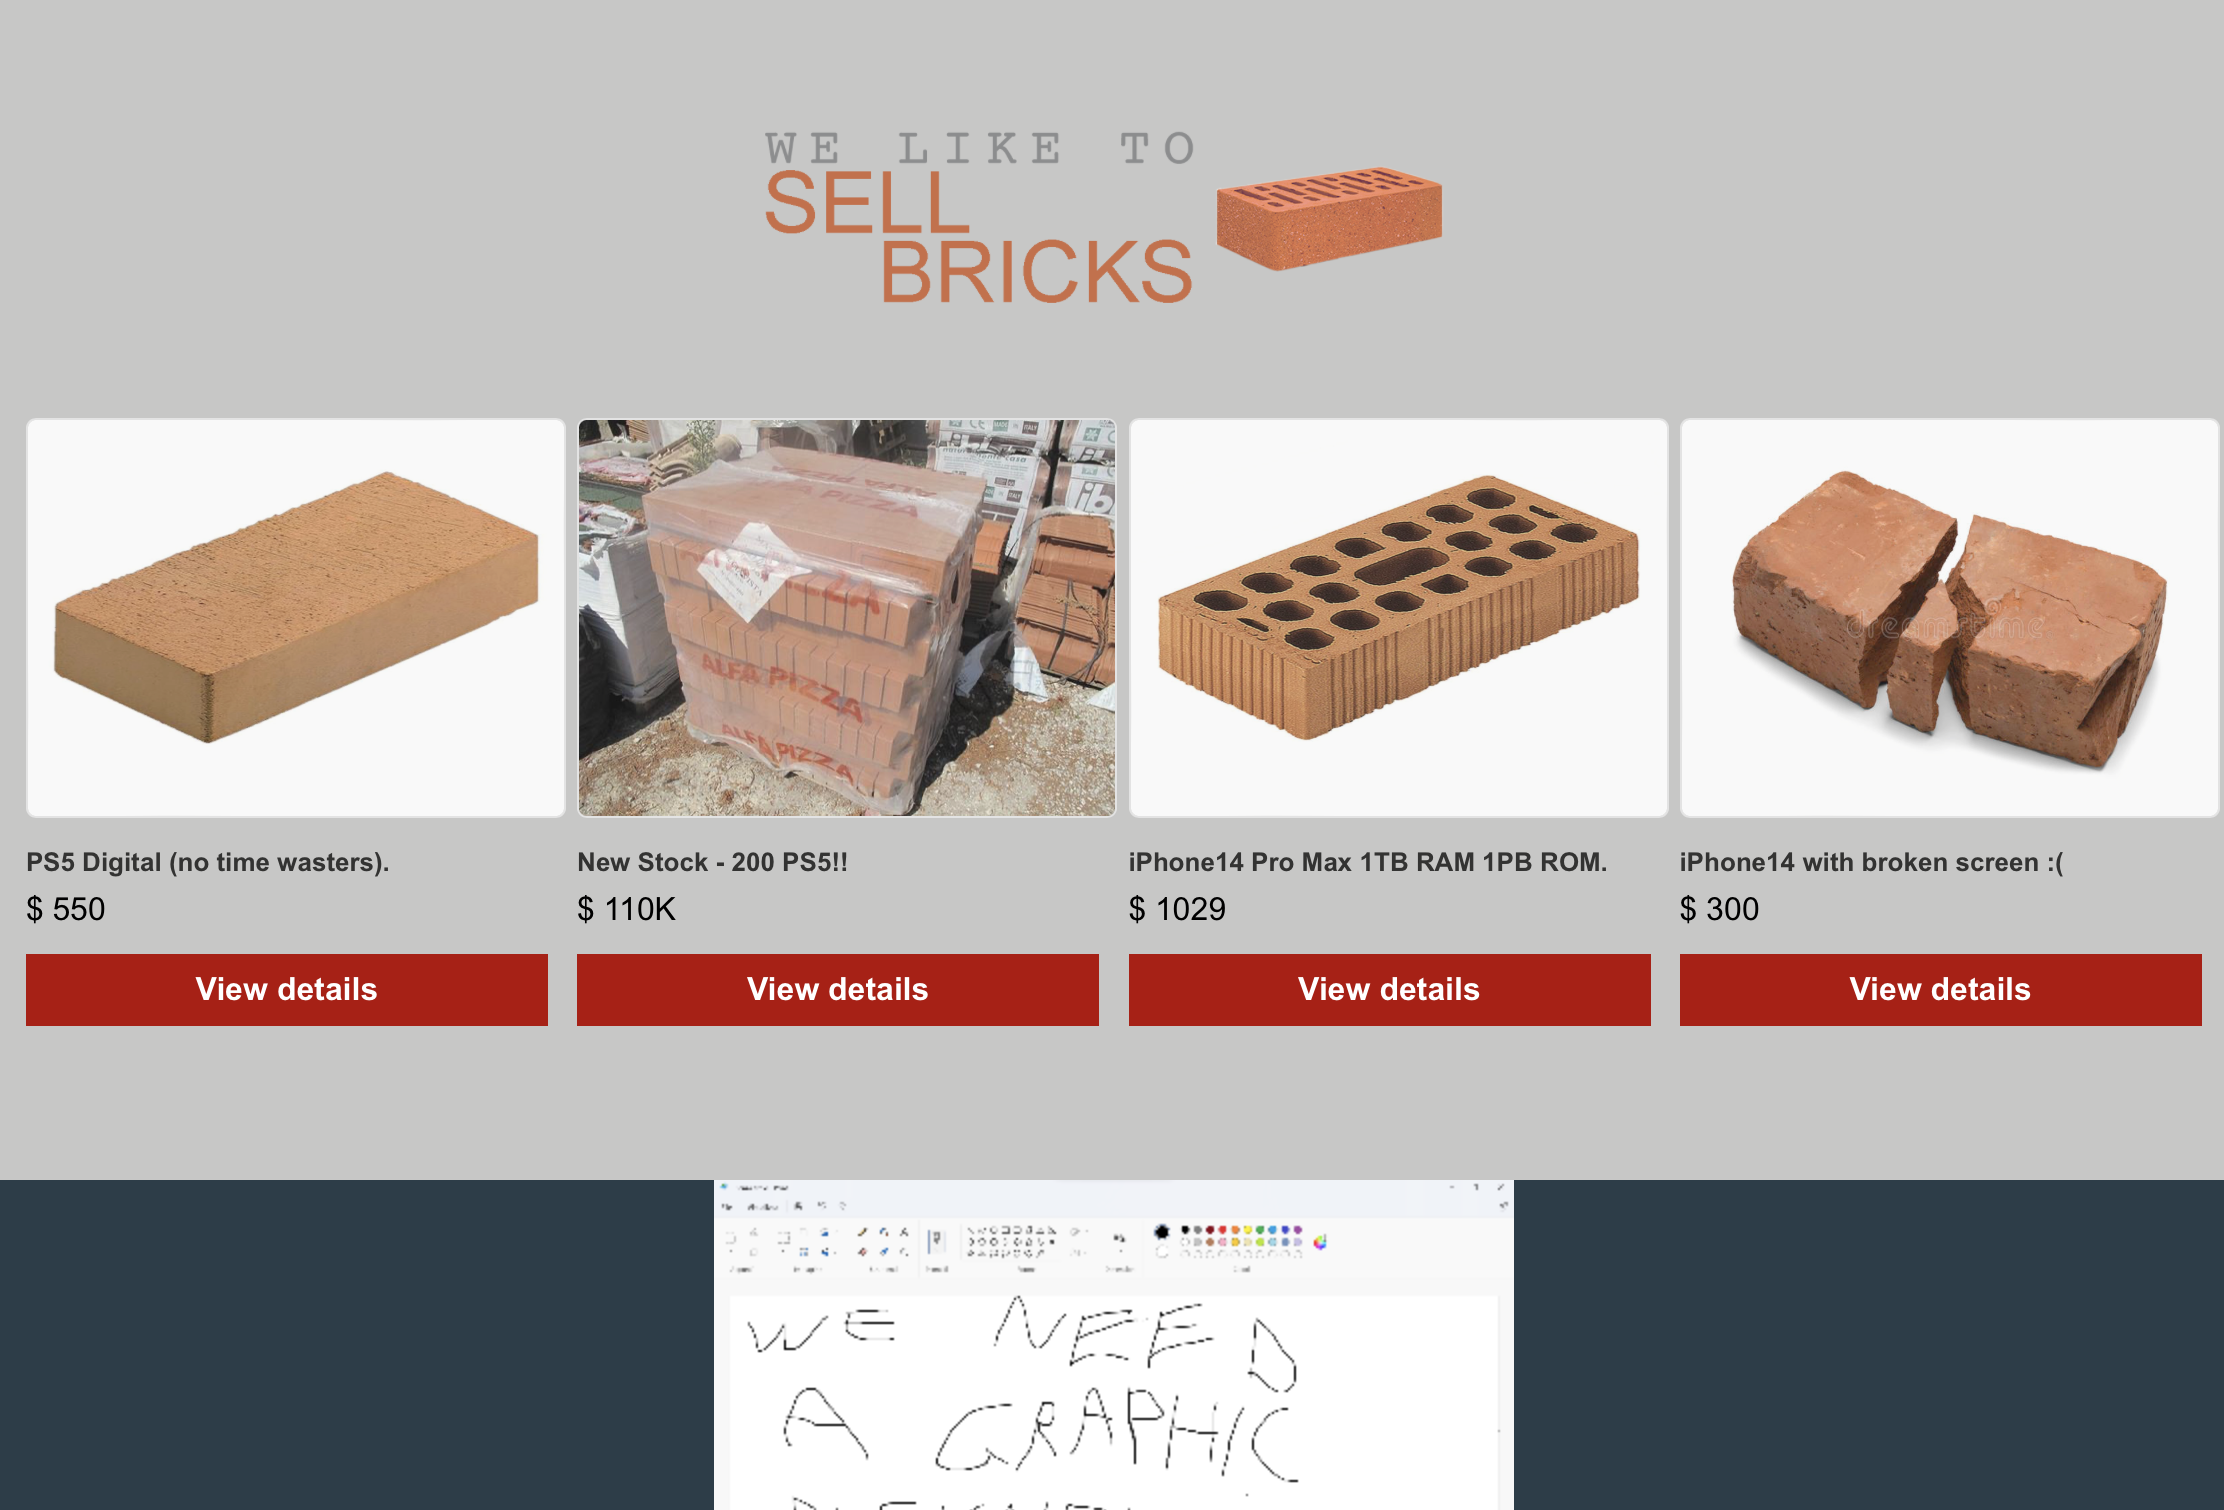 WE LIKE TO
SELL
BRICKS
ALFA PIZZA
ALFA PIZZA
ALFA PIZZA
dreamstime
PS5 Digital (no time wasters).
$ 550
View details
New Stock - 200 PS5!!
$ 110K
View details
iPhone14 Pro Max 1TB RAM 1PB ROM.
$ 1029
View details
iPhone14 with broken screen :(
$ 300
View details
WE NEED
A GRAPHIC